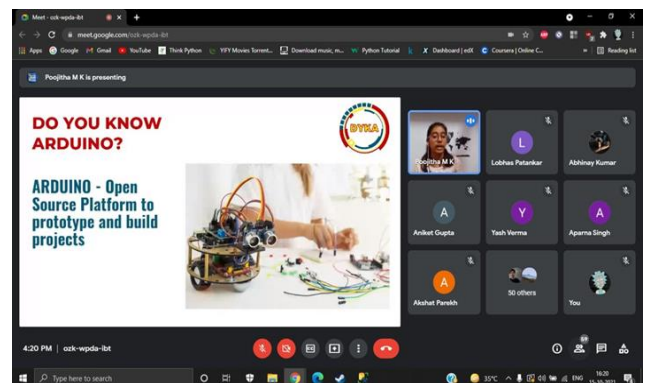 Meet - ozk-wpda-ibt
meet.google.com/ozk-wpda-ibt
Apps Google Gmail YouTube Think Python YIFY Movies Torrent... Download music, m... Python Tutorial Dashboard | edX Coursera | Online C... Reading list
Poojitha M K is presenting
DO YOU KNOW
ARDUINO?
DYKA
ARDUINO - Open
Source Platform to
prototype and build
projects
Poojitha M K
Lobhas Patankar
Abhinay Kumar
A
Aniket Gupta
Y
Yash Verma
A
Aparna Singh
A
Akshat Parekh
50 others
You
L
4:20 PM | ozk-wpda-ibt
59
Type here to search
35°C
ENG
16:20
15-10-2021